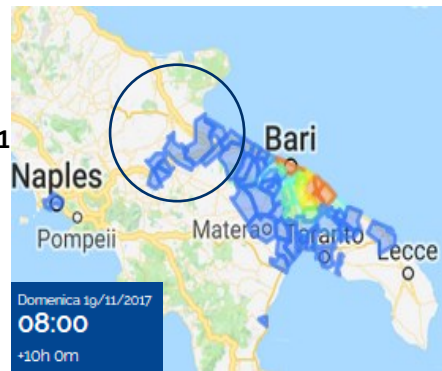 1
Bari
Naples
Pompeii
Matera
Taranto
Lecce
Domenica 19/11/2017
08:00
+10h 0m